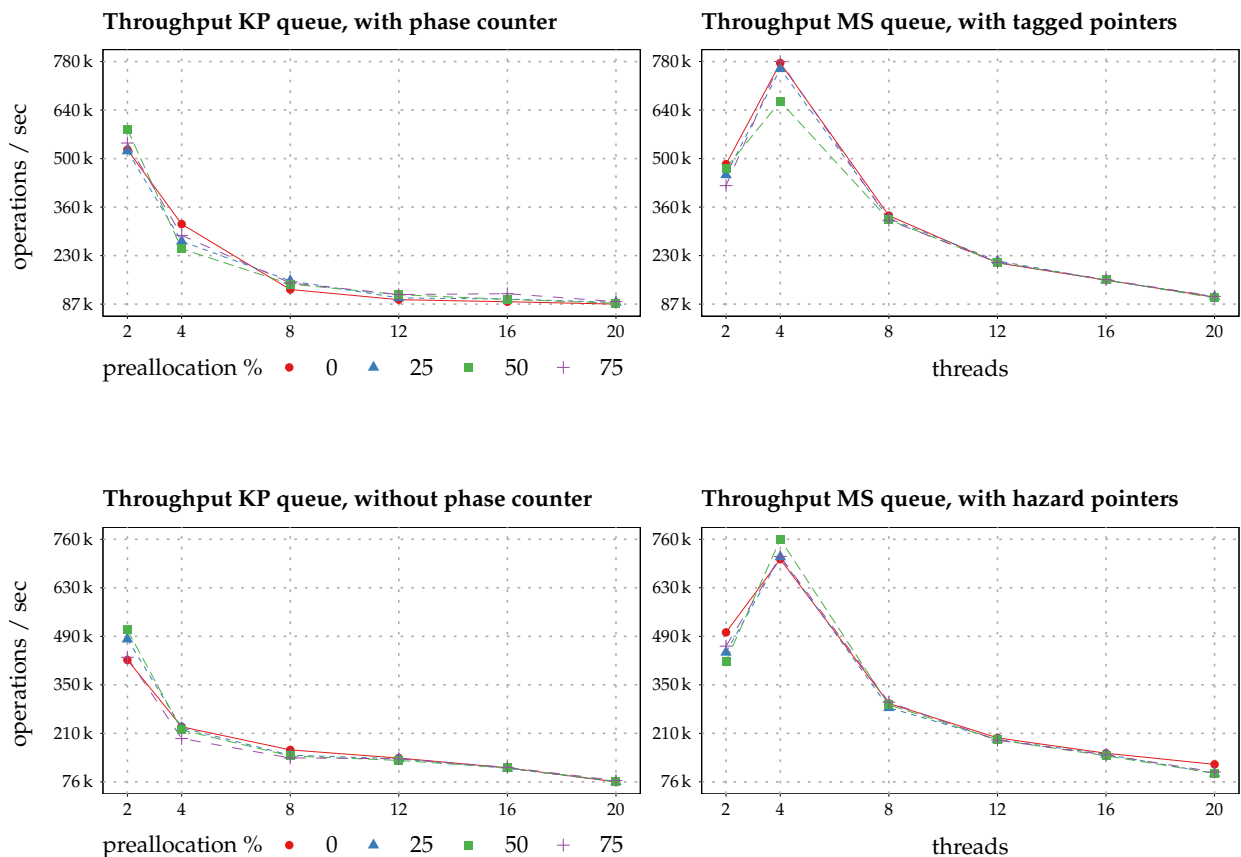 Throughput KP queue, with phase counter
operations / sec
780 k
640 k
500 k
360 k
230 k
87 k
2 4 8 12 16 20
preallocation % 0 25 50 75
Throughput MS queue, with tagged pointers
780 k
640 k
500 k
360 k
230 k
87 k
2 4 8 12 16 20
threads
Throughput KP queue, without phase counter
operations / sec
760 k
630 k
490 k
350 k
210 k
76 k
2 4 8 12 16 20
preallocation % 0 25 50 75
Throughput MS queue, with hazard pointers
760 k
630 k
490 k
350 k
210 k
76 k
2 4 8 12 16 20
threads